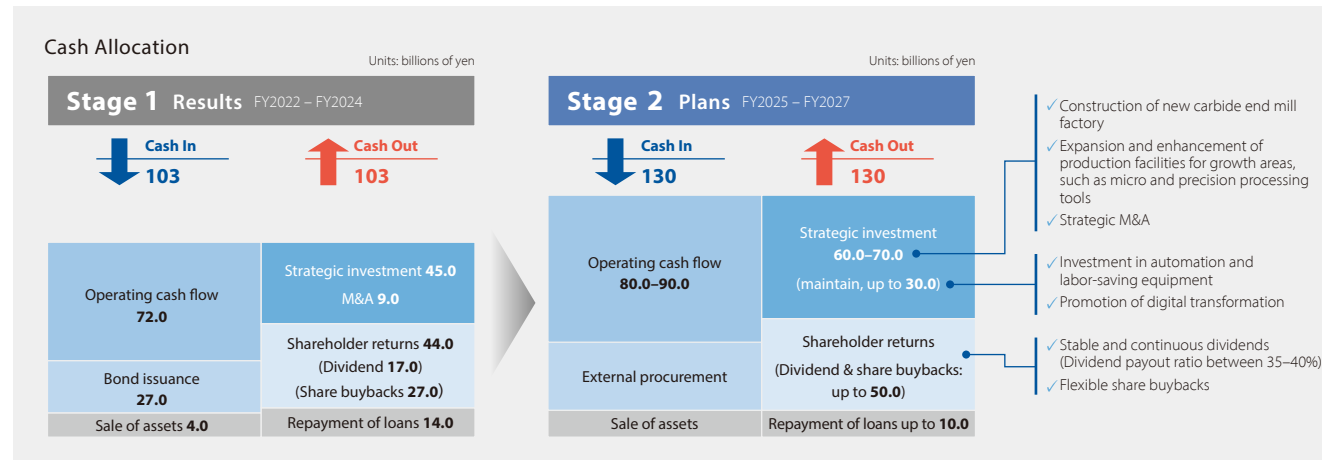 Cash Allocation
Units: billions of yen
Stage 1 Results FY2022 – FY2024
Cash In
103
Cash Out
103
Operating cash flow
72.0
Bond issuance
27.0
Sale of assets 4.0
Strategic investment 45.0
M&A 9.0
Shareholder returns 44.0
(Dividend 17.0)
(Share buybacks 27.0)
Repayment of loans 14.0
Units: billions of yen
Stage 2 Plans FY2025 – FY2027
Cash In
130
Cash Out
130
Operating cash flow
80.0–90.0
External procurement
Sale of assets
Strategic investment
60.0–70.0
(maintain, up to 30.0)
Shareholder returns
(Dividend & share buybacks:
up to 50.0)
Repayment of loans up to 10.0
✓Construction of new carbide end mill
factory
✓Expansion and enhancement of
production facilities for growth areas,
such as micro and precision processing
tools
✓Strategic M&A
✓Investment in automation and
labor-saving equipment
✓Promotion of digital transformation
✓Stable and continuous dividends
(Dividend payout ratio between 35–40%)
✓Flexible share buybacks